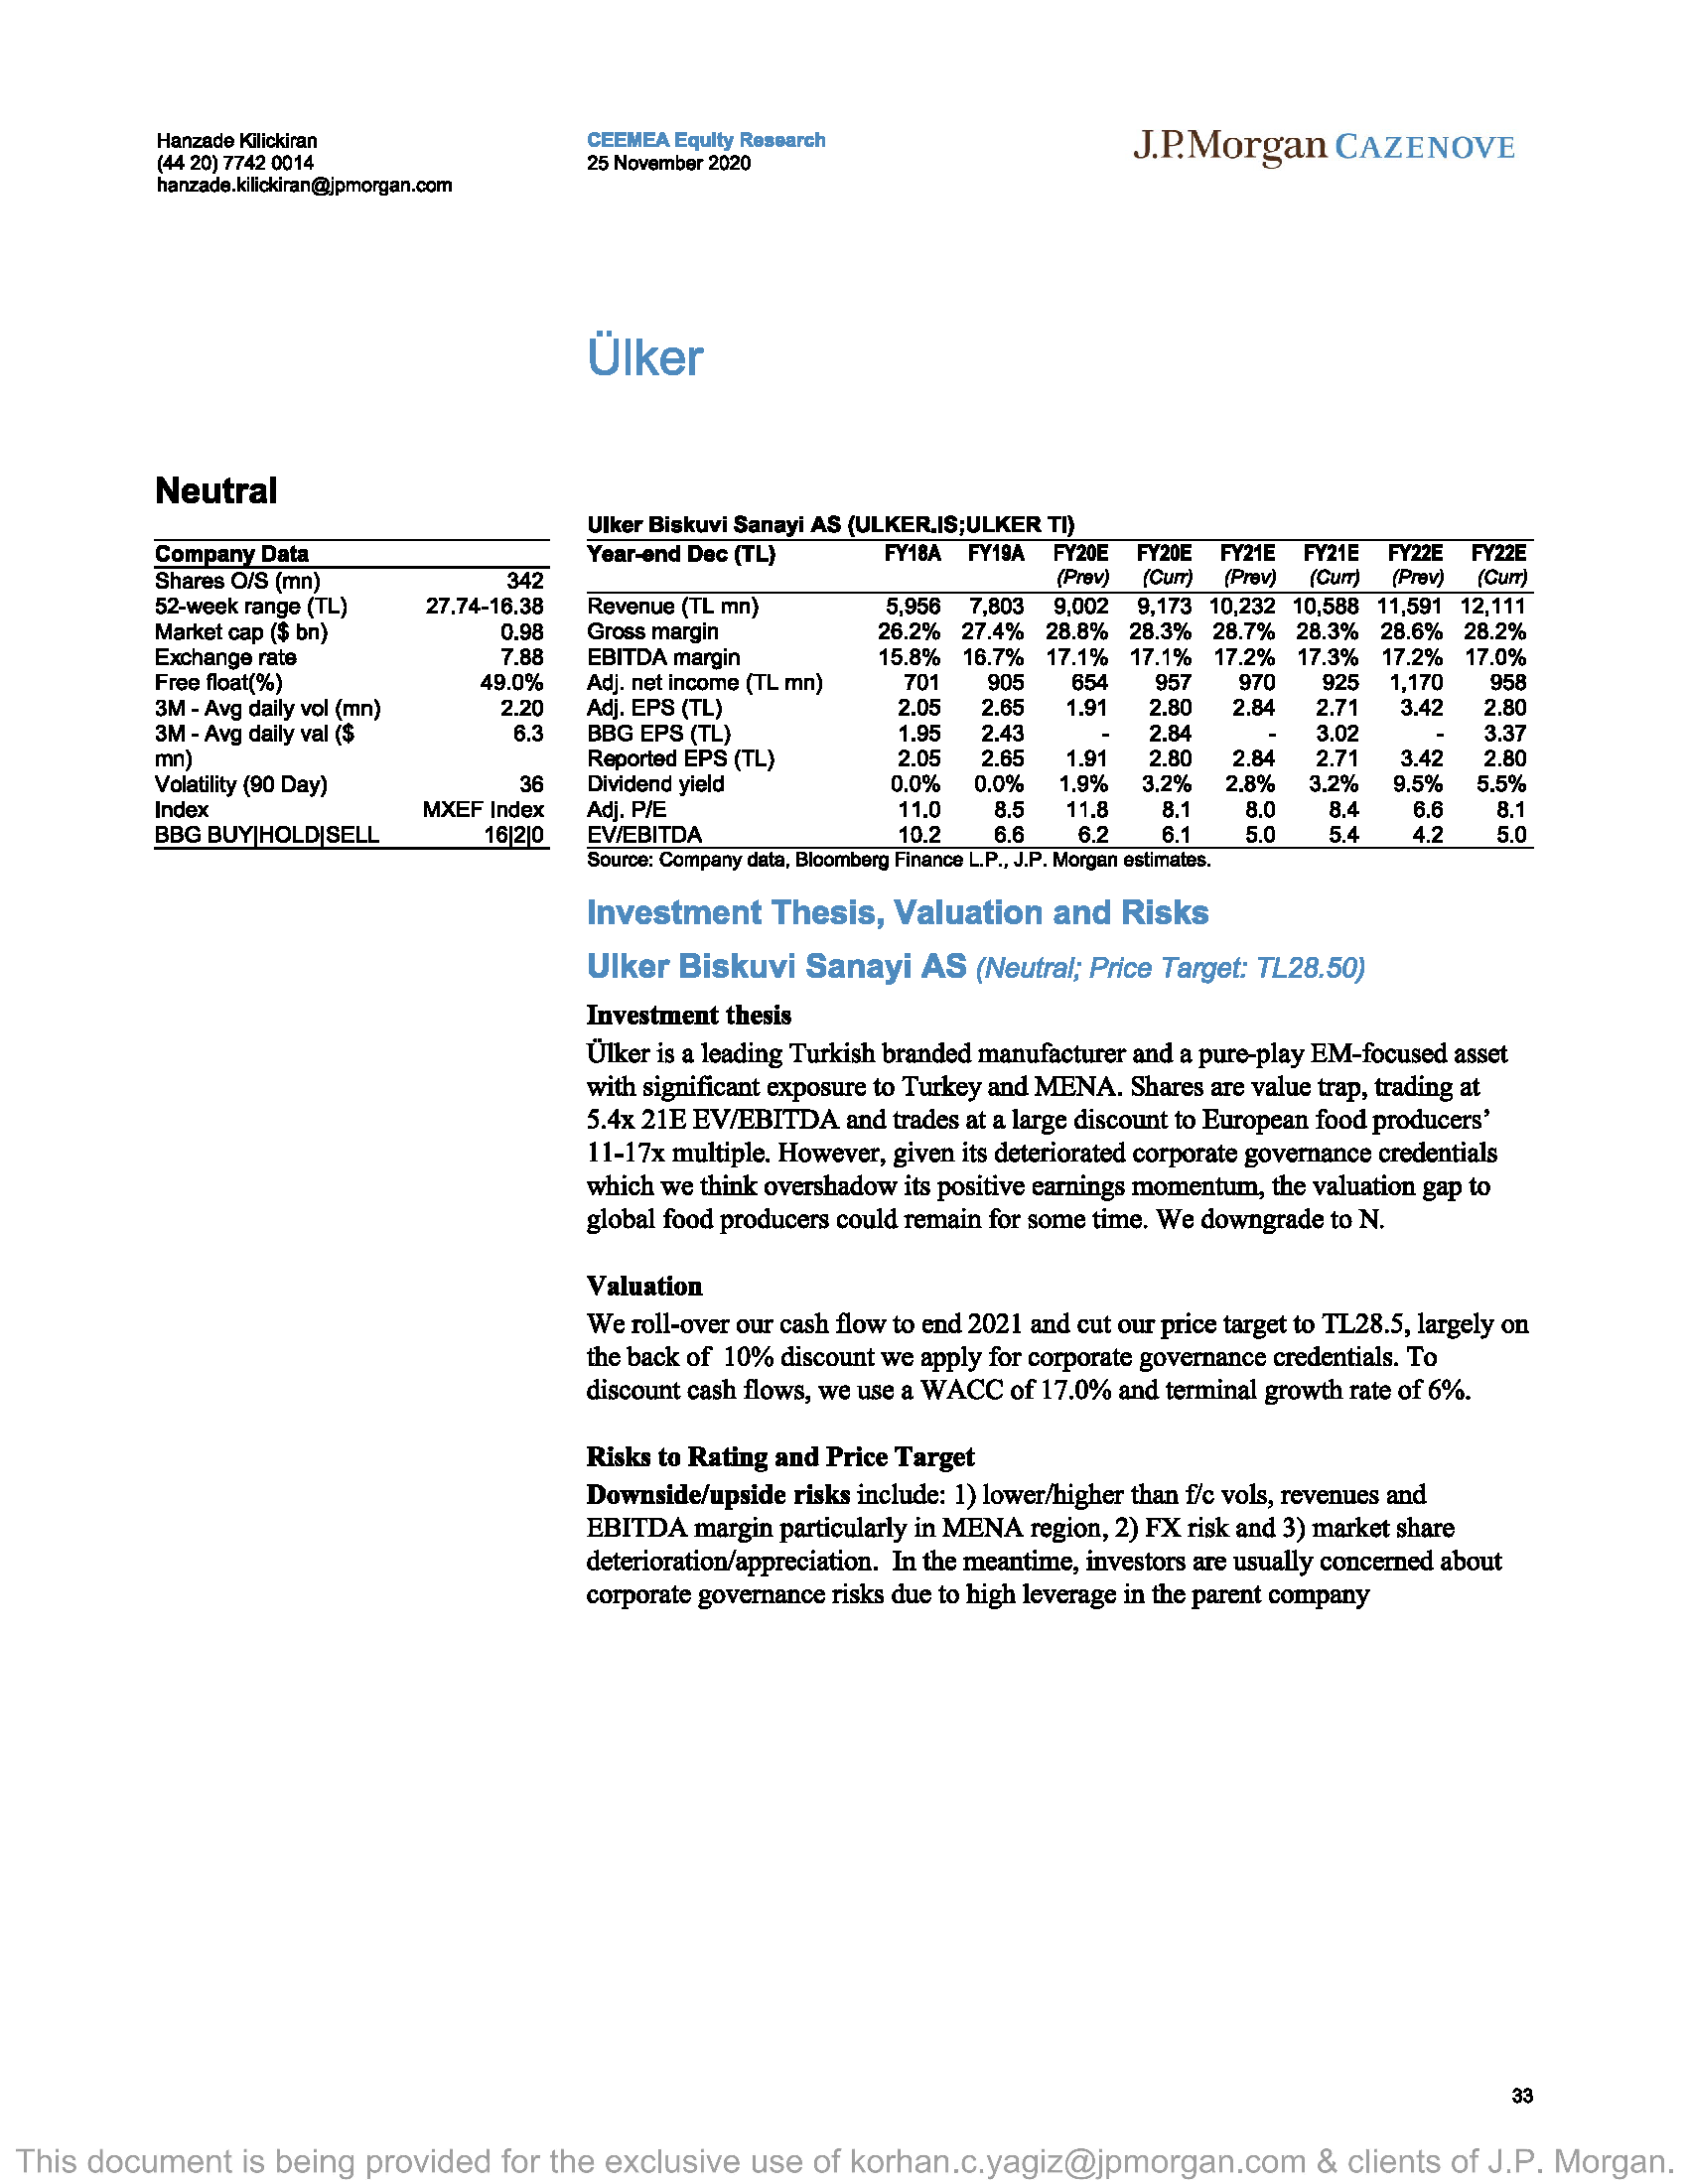 Hanzade Kilickiran
(44 20) 7742 0014
hanzade.kilickiran@jpmorgan.com
CEEMEA Equity Research
25 November 2020
J.P.Morgan CAZENOVE
Ülker
Neutral
Company Data
Shares O/S (mn) 342
52-week range (TL) 27.74-16.38
Market cap ($ bn) 0.98
Exchange rate 7.88
Free float(%) 49.0%
3M - Avg daily vol (mn) 2.20
3M - Avg daily val ($ 6.3
mn)
Volatility (90 Day) 36
Index MXEF Index
BBG BUY|HOLD|SELL 16|2|0
Ulker Biskuvi Sanayi AS (ULKER.IS;ULKER TI)
Year-end Dec (TL) FY18A FY19A FY20E FY20E FY21E FY21E FY22E FY22E
(Prev) (Curr) (Prev) (Curr) (Prev) (Curr)
Revenue (TL mn) 5,956 7,803 9,002 9,173 10,232 10,588 11,591 12,111
Gross margin 26.2% 27.4% 28.8% 28.3% 28.7% 28.3% 28.6% 28.2%
EBITDA margin 15.8% 16.7% 17.1% 17.1% 17.2% 17.3% 17.2% 17.0%
Adj. net income (TL mn) 701 905 654 957 970 925 1,170 958
Adj. EPS (TL) 2.05 2.65 1.91 2.80 2.84 2.71 3.42 2.80
BBG EPS (TL) 1.95 2.43 - 2.84 - 3.02 - 3.37
Reported EPS (TL) 2.05 2.65 1.91 2.80 2.84 2.71 3.42 2.80
Dividend yield 0.0% 0.0% 1.9% 3.2% 2.8% 3.2% 9.5% 5.5%
Adj. P/E 11.0 8.5 11.8 8.1 8.0 8.4 6.6 8.1
EV/EBITDA 10.2 6.6 6.2 6.1 5.0 5.4 4.2 5.0
Source: Company data, Bloomberg Finance L.P., J.P. Morgan estimates.
Investment Thesis, Valuation and Risks
Ulker Biskuvi Sanayi AS (Neutral; Price Target: TL28.50)
Investment thesis
Ülker is a leading Turkish branded manufacturer and a pure-play EM-focused asset
with significant exposure to Turkey and MENA. Shares are value trap, trading at
5.4x 21E EV/EBITDA and trades at a large discount to European food producers’
11-17x multiple. However, given its deteriorated corporate governance credentials
which we think overshadow its positive earnings momentum, the valuation gap to
global food producers could remain for some time. We downgrade to N.
Valuation
We roll-over our cash flow to end 2021 and cut our price target to TL28.5, largely on
the back of 10% discount we apply for corporate governance credentials. To
discount cash flows, we use a WACC of 17.0% and terminal growth rate of 6%.
Risks to Rating and Price Target
Downside/upside risks include: 1) lower/higher than f/c vols, revenues and
EBITDA margin particularly in MENA region, 2) FX risk and 3) market share
deterioration/appreciation. In the meantime, investors are usually concerned about
corporate governance risks due to high leverage in the parent company
33
This document is being provided for the exclusive use of korhan.c.yagiz@jpmorgan.com & clients of J.P. Morgan.